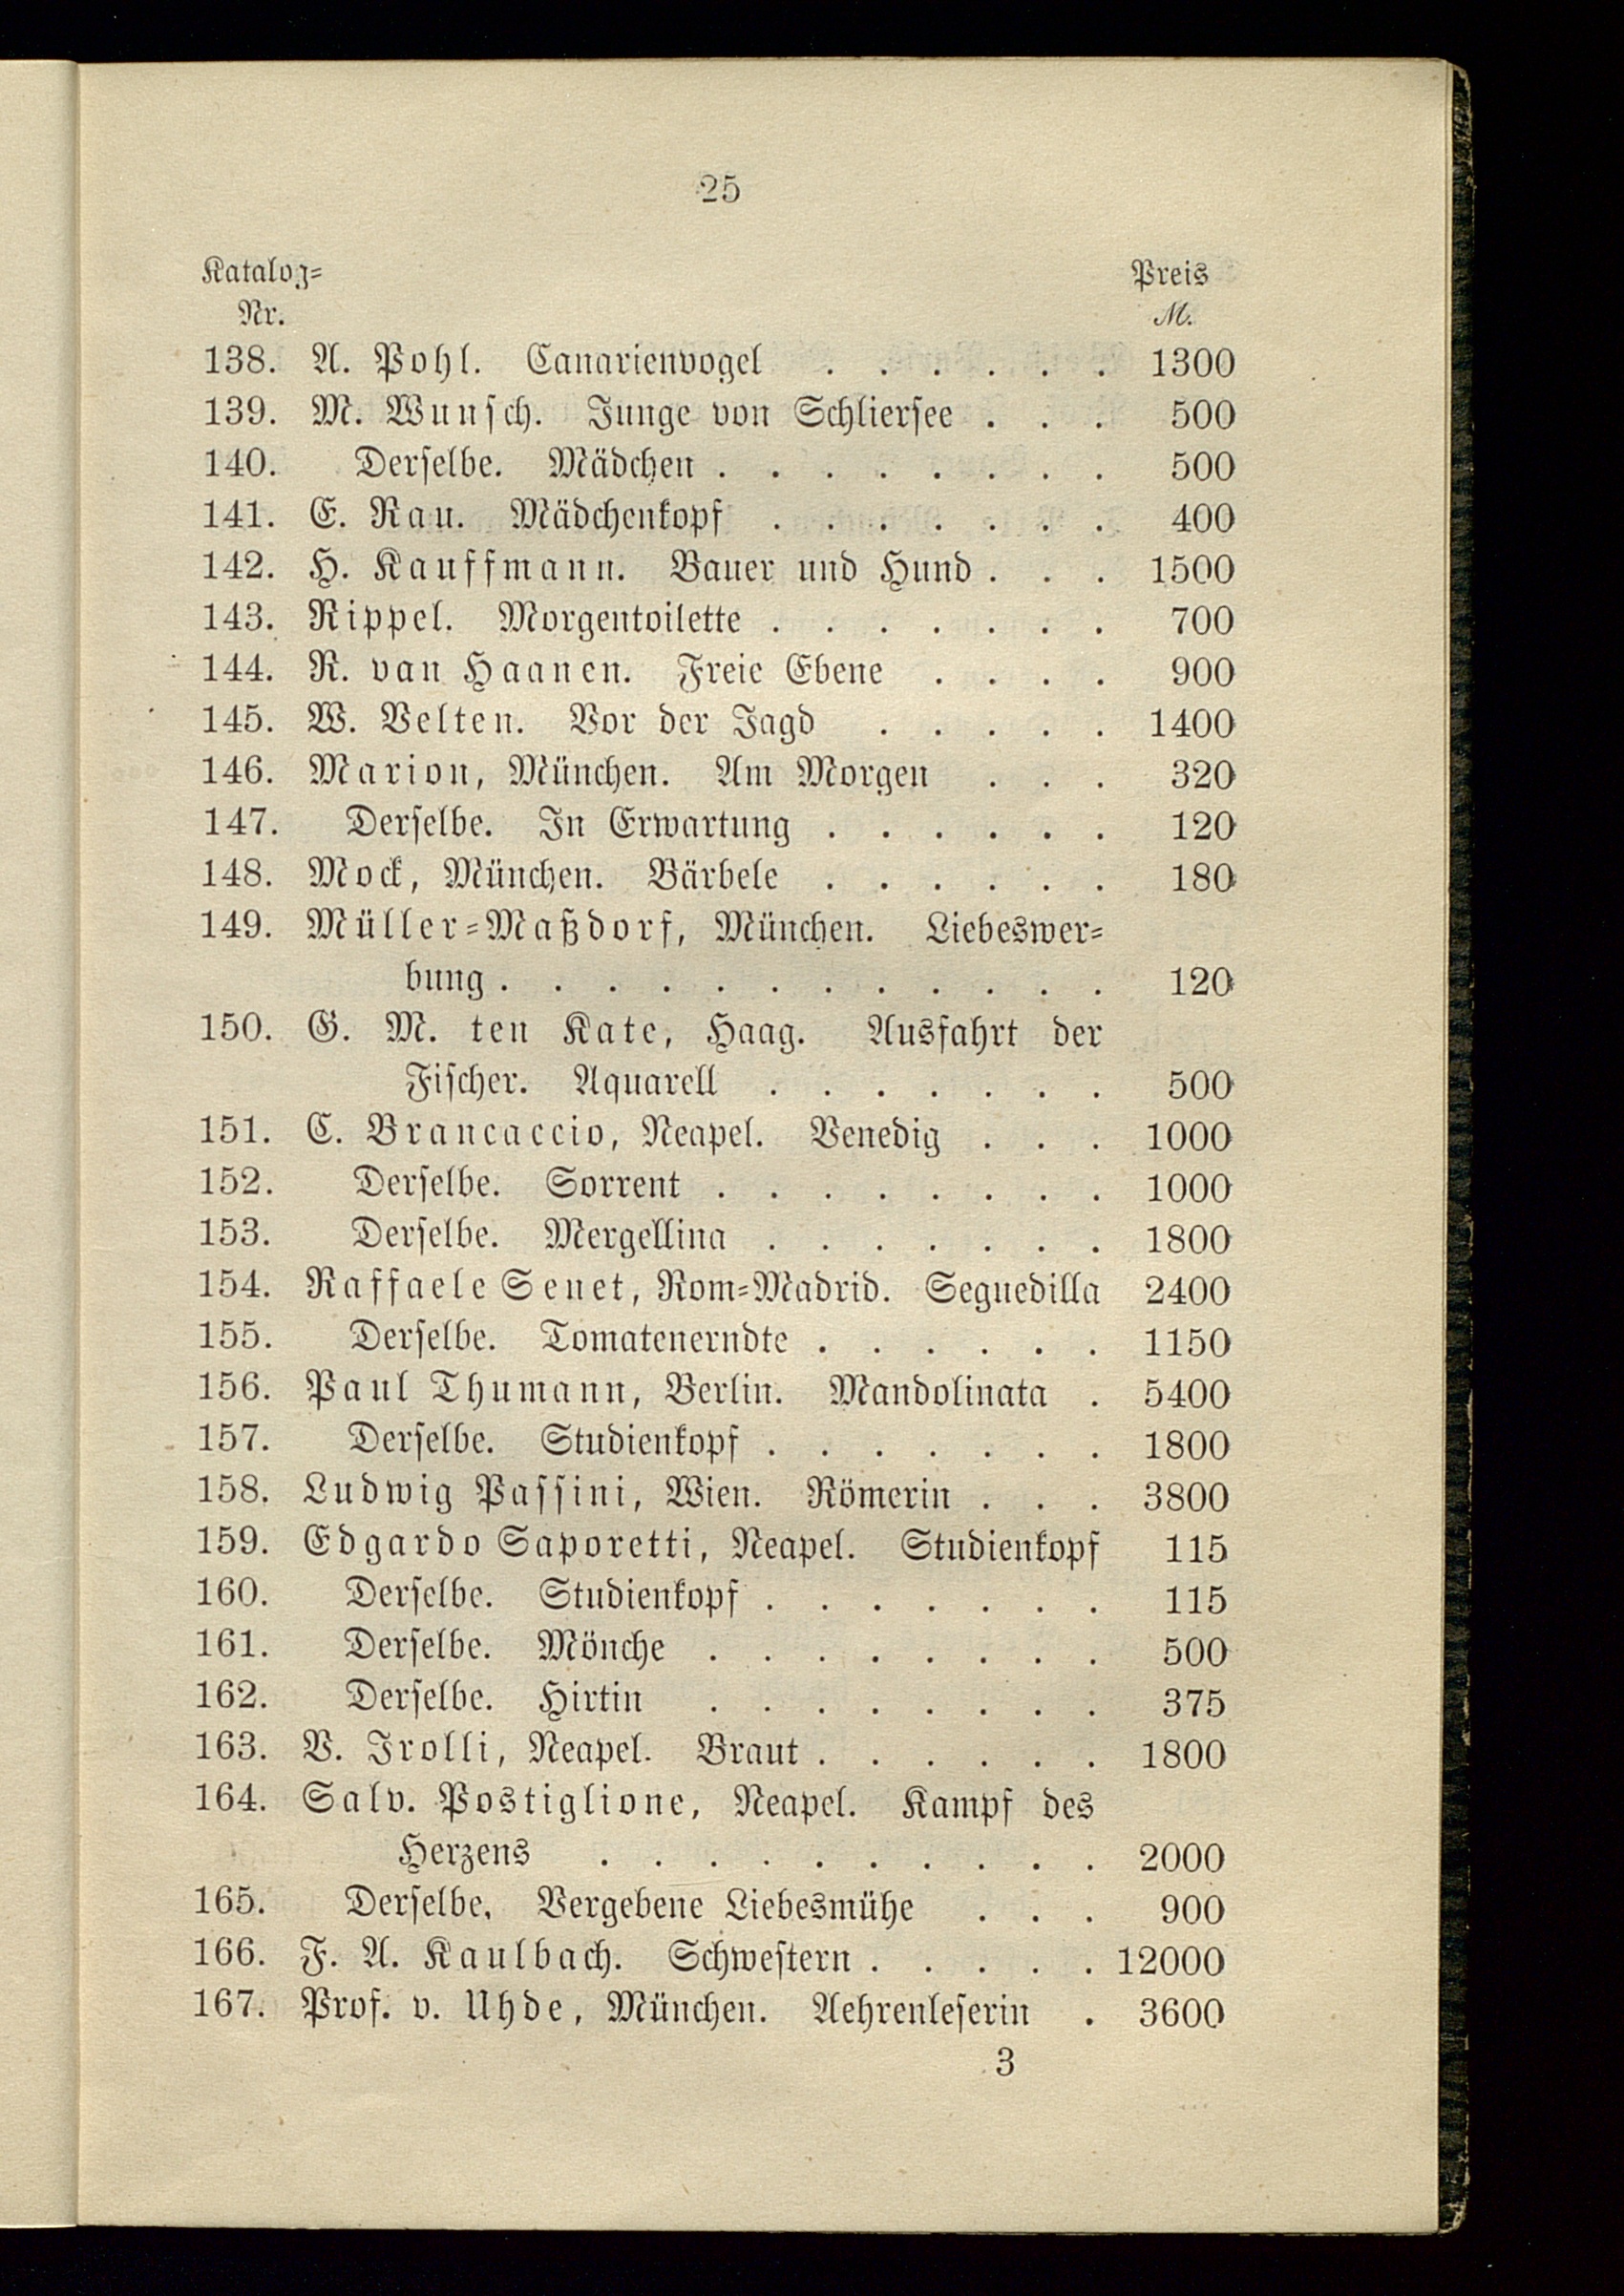 25
Katalog-
Nr.
Preis
M.
138. A. Pohl. Canarienvogel . . . . . . 1300
139. M. Wunsch. Junge von Schliersee . . . 500
140. Derselbe. Mädchen . . . . . . . . 500
141. E. Rau. Mädchenkopf . . . . . . . 400
142. H. Kauffmann. Bauer und Hund . . . 1500
143. Rippel. Morgentoilette . . . . . . . 700
144. R. van Haanen. Freie Ebene . . . . 900
145. W. Velten. Vor der Jagd . . . . . 1400
146. Marion, München. Am Morgen . . . 320
147. Derselbe. In Erwartung . . . . . . 120
148. Mock, München. Bärbele . . . . . . 180
149. Müller-Maßdorf, München. Liebeswer-
bung . . . . . . . . . . . . 120
150. G. M. ten Kate, Haag. Ausfahrt der
Fischer. Aquarell . . . . . . . 500
151. C. Brancaccio, Neapel. Venedig . . . 1000
152. Derselbe. Sorrent . . . . . . . . 1000
153. Derselbe. Mergellina . . . . . . . 1800
154. Raffaele Senet, Rom-Madrid. Seguedilla 2400
155. Derselbe. Tomatenerndte . . . . . . 1150
156. Paul Thumann, Berlin. Mandolinata . 5400
157. Derselbe. Studienkopf . . . . . . . 1800
158. Ludwig Passini, Wien. Römerin . . . 3800
159. Edgardo Saporetti, Neapel. Studienkopf 115
160. Derselbe. Studienkopf . . . . . . . 115
161. Derselbe. Mönche . . . . . . . . 500
162. Derselbe. Hirtin . . . . . . . . 375
163. V. Irolli, Neapel. Braut . . . . . . 1800
164. Salv. Postiglione, Neapel. Kampf des
Herzens . . . . . . . . . . 2000
165. Derselbe. Vergebene Liebesmühe . . . 900
166. F. A. Kaulbach. Schwestern . . . . . 12000
167. Prof. v. Uhde, München. Aehrenleserin . 3600
3